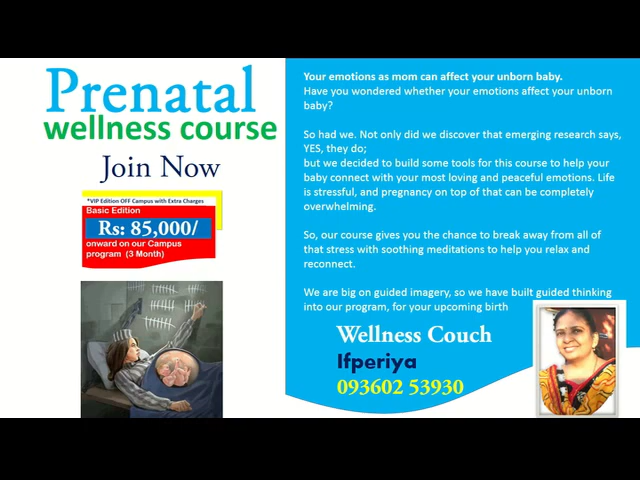 Prenatal
wellness course
Join Now
*VIP Edition OFF Campus with Extra Charges
Basic Edition
Rs: 85,000/
onward on our Campus
program (3 Month)
Your emotions as mom can affect your unborn baby.
Have you wondered whether your emotions affect your unborn
baby?
So had we. Not only did we discover that emerging research says,
YES, they do;
but we decided to build some tools for this course to help your
baby connect with your most loving and peaceful emotions. Life
is stressful, and pregnancy on top of that can be completely
overwhelming.
So, our course gives you the chance to break away from all of
that stress with soothing meditations to help you relax and
reconnect.
We are big on guided imagery, so we have built guided thinking
into our program, for your upcoming birth
Wellness Couch
Ifperiya
093602 53930